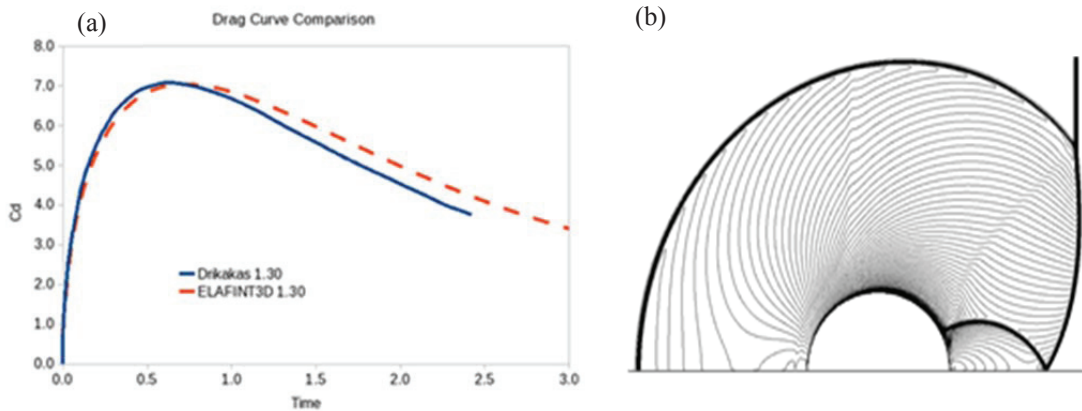 (a)
Drag Curve Comparison
8.0
7.0
6.0
5.0
4.0
3.0
2.0
1.0
0.0
Cd
Drikakas 1.30
ELAFINT3D 1.30
0.0 0.5 1.0 1.5 2.0 2.5 3.0
Time
(b)